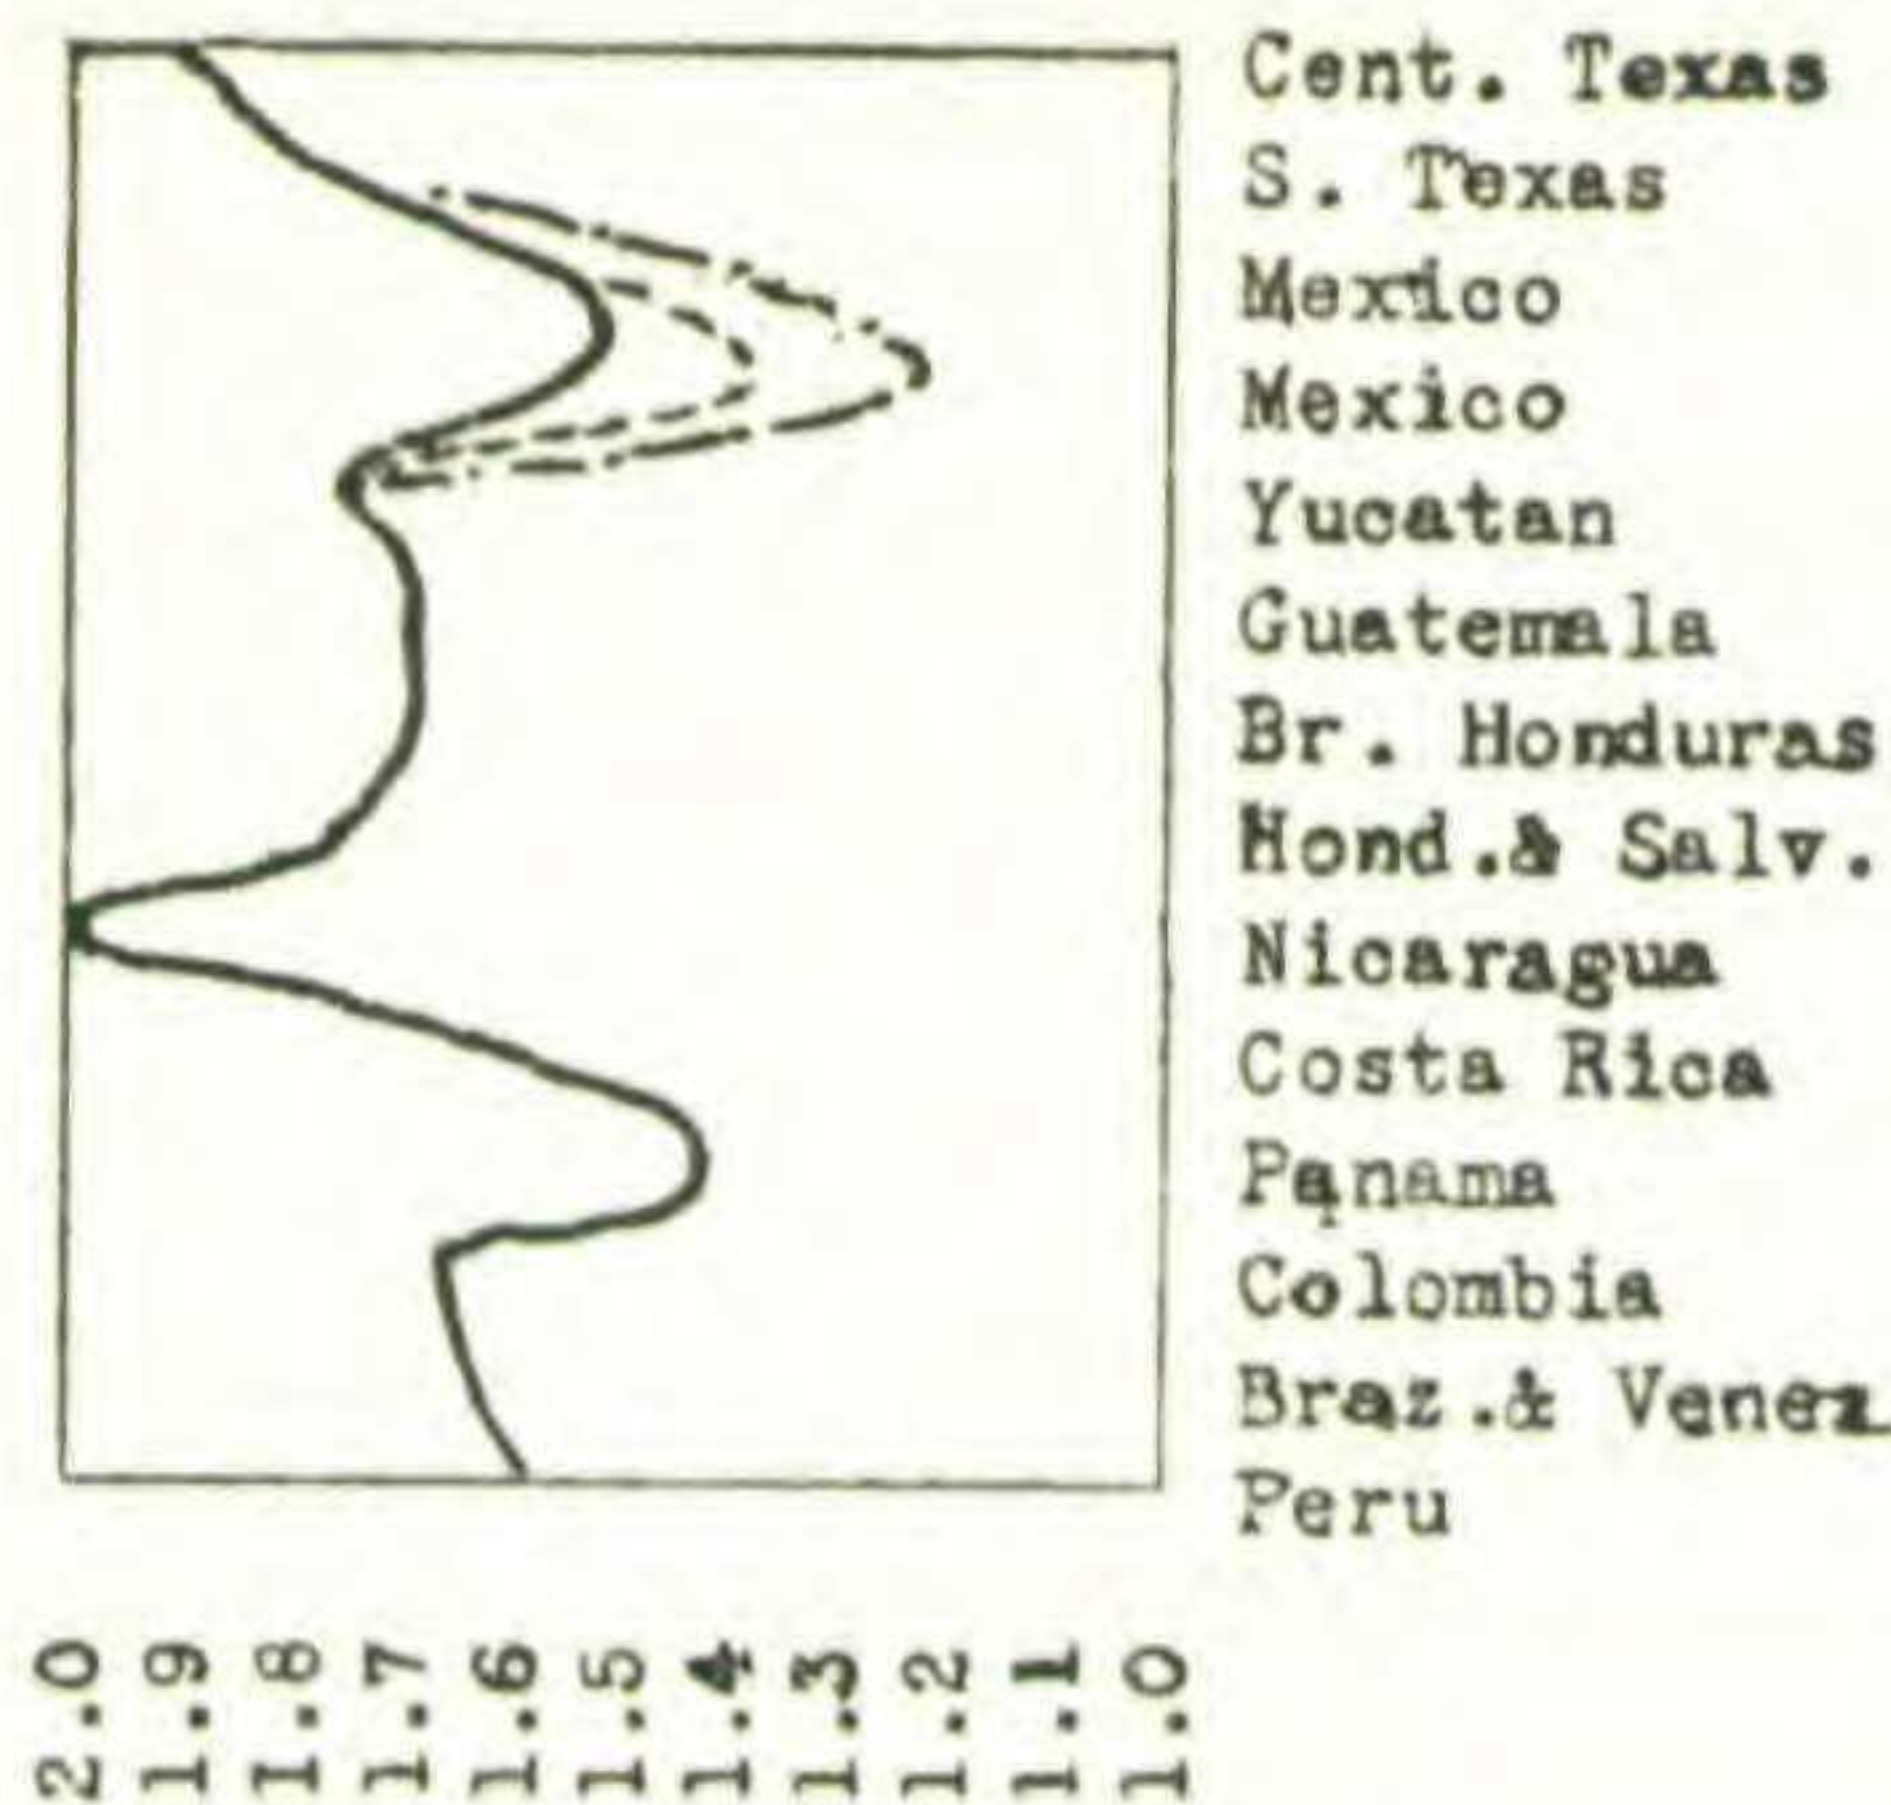 Cent. Texas
S. Texas
Mexico
Mexico
Yucatan
Guatemala
Br. Honduras
Hond.& Salv.
Nicaragua
Costa Rica
Panama
Colombia
Braz.& Venez
Peru
2.0
1.9
1.8
1.7
1.6
1.5
1.4
1.3
1.2
1.1
1.0